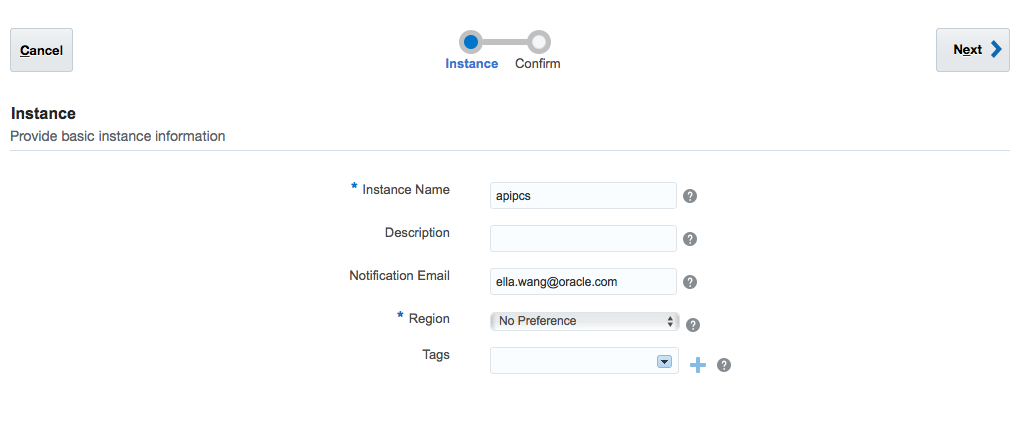 Cancel
Next
Instance
Confirm
Instance
Provide basic instance information
* Instance Name
apipcs
?
Description
?
Notification Email
ella.wang@oracle.com
?
* Region
No Preference
?
Tags
?